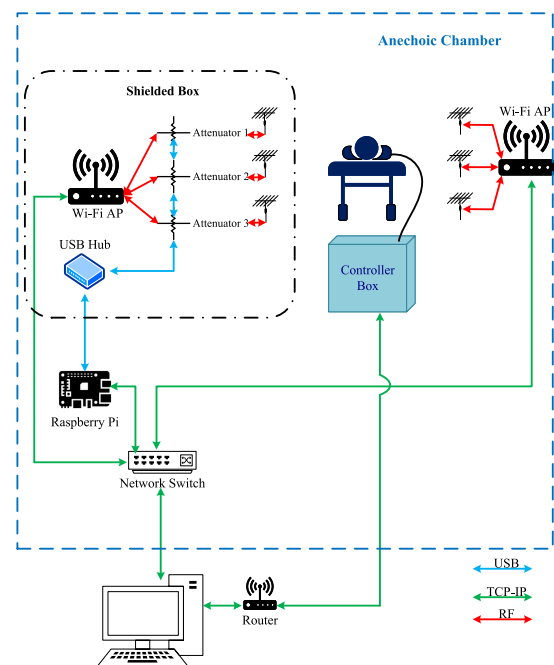 Anechoic Chamber
Shielded Box
Wi-Fi AP
Attenuator 1
Attenuator 2
Attenuator 3
Wi-Fi AP
USB Hub
Controller
Box
Raspberry Pi
Network Switch
USB
TCP-IP
RF
Router